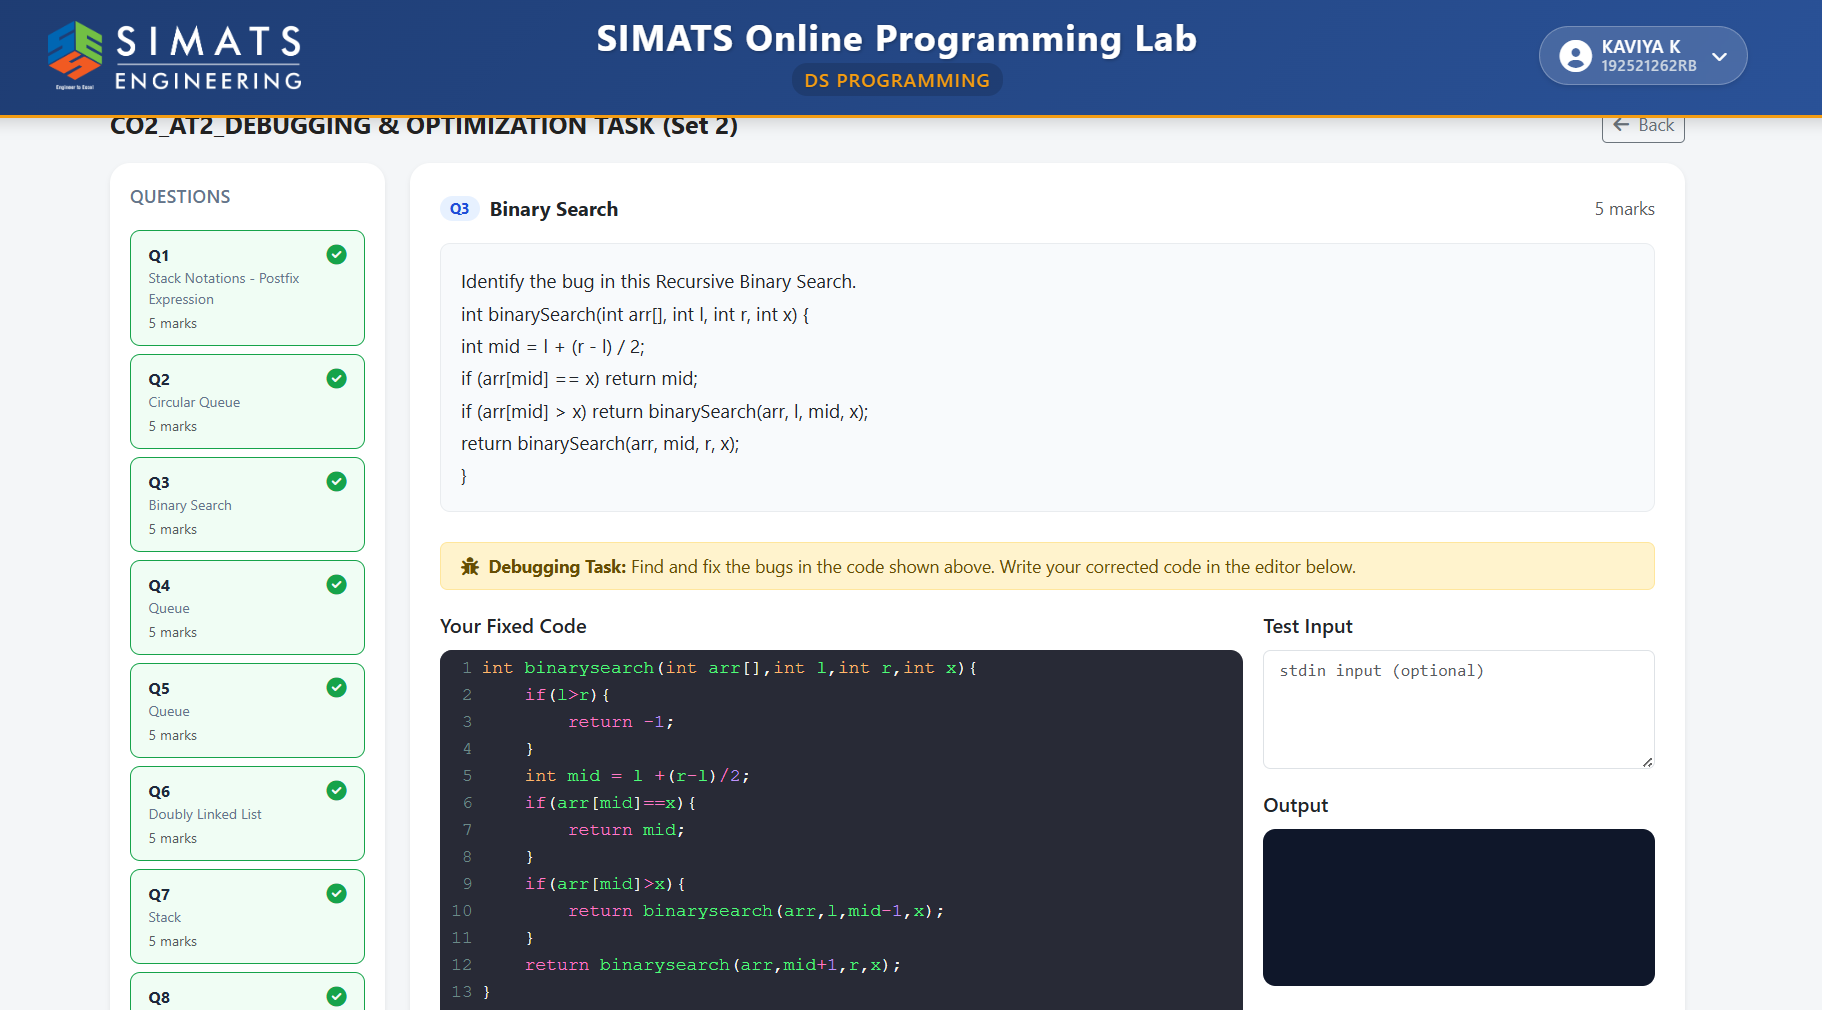 SIMATS
ENGINEERING
Engineer to Excel
SIMATS Online Programming Lab
DS PROGRAMMING
KAVIYA K
192521262RB
CO2_AT2_DEBUGGING & OPTIMIZATION TASK (Set 2)
Back
QUESTIONS
Q1
Stack Notations - Postfix
Expression
5 marks
Q2
Circular Queue
5 marks
Q3
Binary Search
5 marks
Q4
Queue
5 marks
Q5
Queue
5 marks
Q6
Doubly Linked List
5 marks
Q7
Stack
5 marks
Q8
Q3 Binary Search
5 marks
Identify the bug in this Recursive Binary Search.
int binarySearch(int arr[], int l, int r, int x) {
int mid = l + (r - l) / 2;
if (arr[mid] == x) return mid;
if (arr[mid] > x) return binarySearch(arr, l, mid, x);
return binarySearch(arr, mid, r, x);
}
Debugging Task: Find and fix the bugs in the code shown above. Write your corrected code in the editor below.
Your Fixed Code
1 int binarysearch(int arr[],int l,int r,int x){
2     if(l>r){
3         return -1;
4     }
5     int mid = l +(r-l)/2;
6     if(arr[mid]==x){
7         return mid;
8     }
9     if(arr[mid]>x){
10         return binarysearch(arr,l,mid-1,x);
11     }
12     return binarysearch(arr,mid+1,r,x);
13 }
Test Input
stdin input (optional)
Output